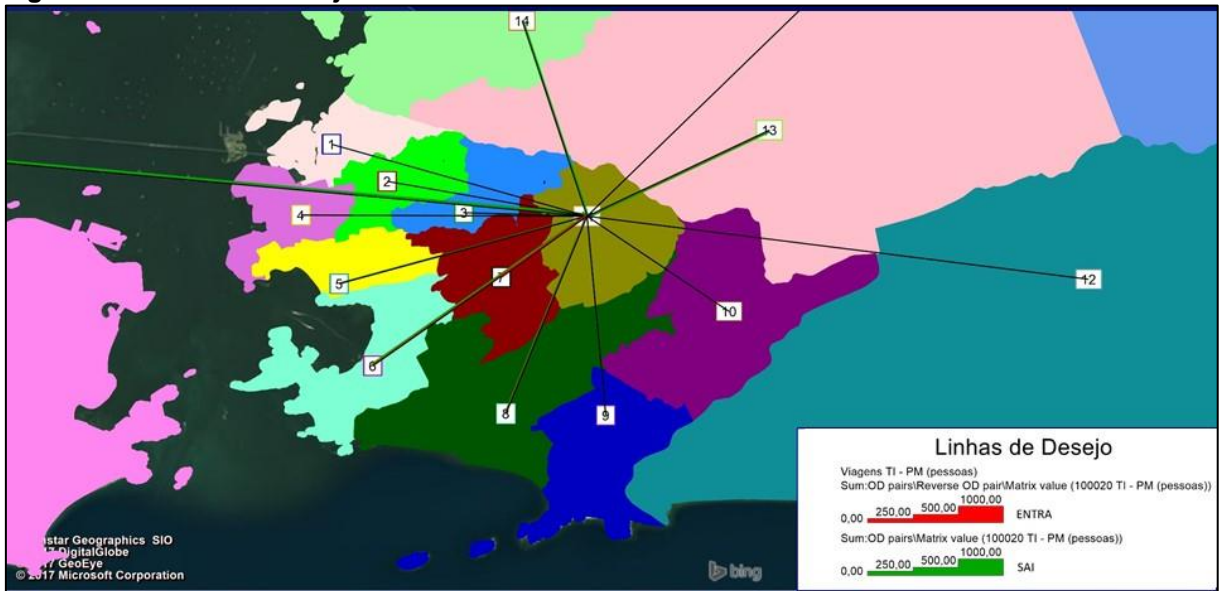 14
13
1
2
4
3
5
7
12
10
6
8
9
Linhas de Desejo
Viagens TI - PM (pessoas)
Sum:OD pairs\Reverse OD pair\Matrix value (100020 TI - PM (pessoas))
0,00 250,00 500,00 1000,00 ENTRA
Sum:OD pairs\Matrix value (100020 TI - PM (pessoas))
0,00 250,00 500,00 1000,00 SAI
Geographics SIO
DigitalGlobe
GeoEye
© 2017 Microsoft Corporation
bing